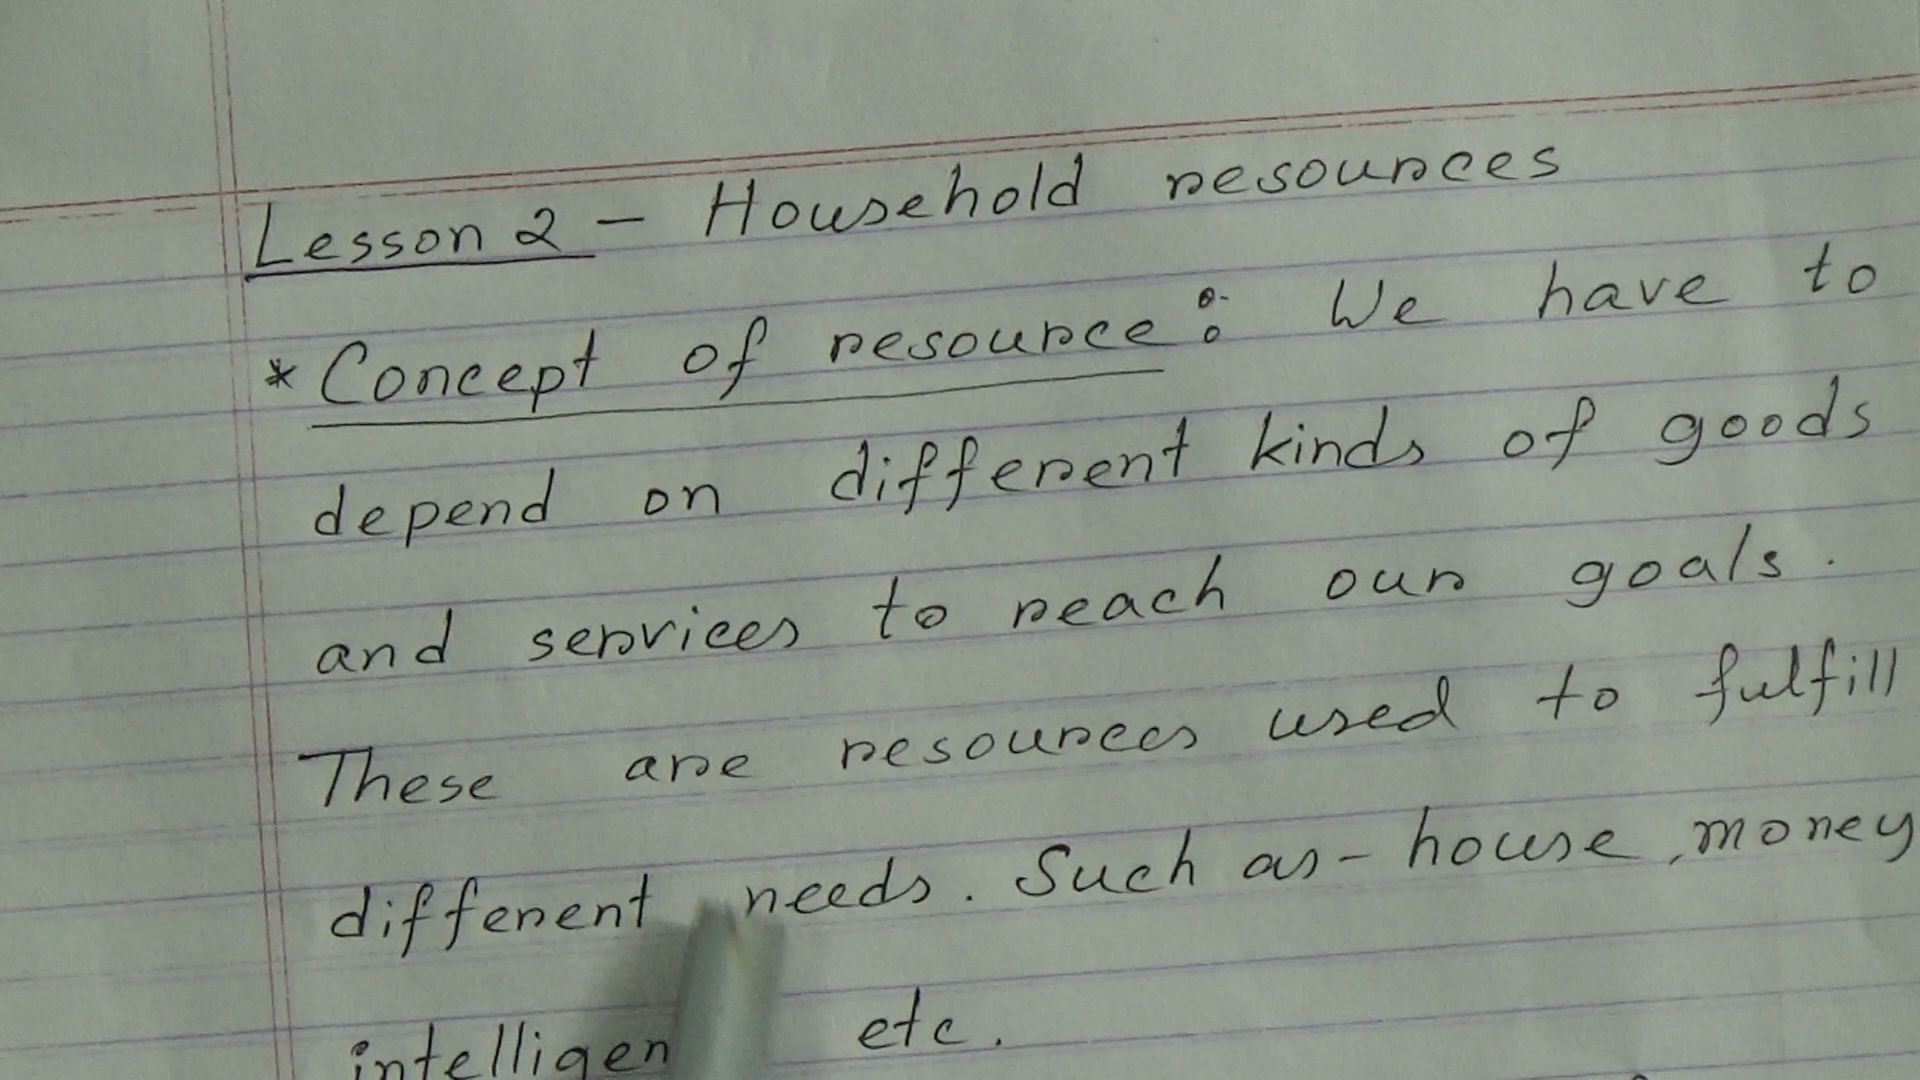 Lesson 2 - Household resources
* Concept of resource : We have to
depend on different kinds of goods
and services to reach our goals.
These are resources used to fulfill
different needs. Such as - house, money
etc.